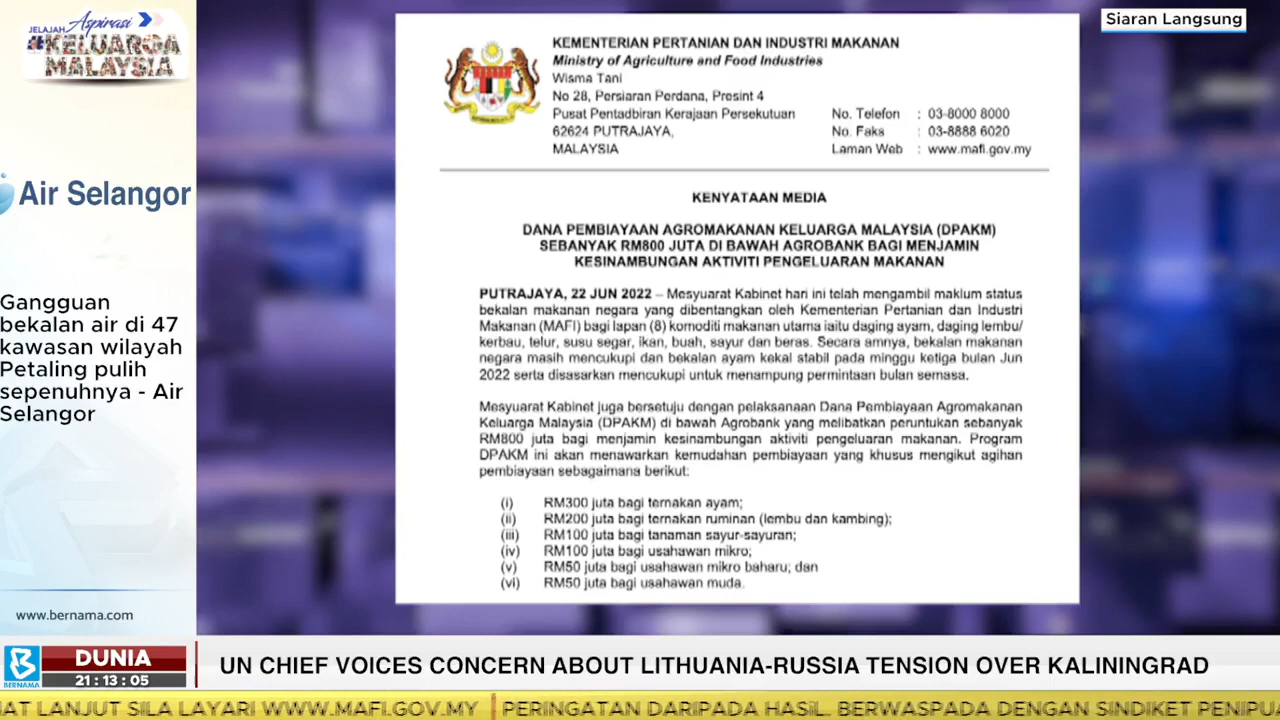 JELAJAH Aspirasi
#KELUARGA
MALAYSIA
Air Selangor
Gangguan
bekalan air di 47
kawasan wilayah
Petaling pulih
sepenuhnya - Air
Selangor
www.bernama.com
Siaran Langsung
KEMENTERIAN PERTANIAN DAN INDUSTRI MAKANAN
Ministry of Agriculture and Food Industries
Wisma Tani
No 28, Persiaran Perdana, Presint 4
Pusat Pentadbiran Kerajaan Persekutuan
62624 PUTRAJAYA,
MALAYSIA
No. Telefon : 03-8000 8000
No. Faks : 03-8888 6020
Laman Web : www.mafi.gov.my
KENYATAAN MEDIA
DANA PEMBIAYAAN AGROMAKANAN KELUARGA MALAYSIA (DPAKM)
SEBANYAK RM800 JUTA DI BAWAH AGROBANK BAGI MENJAMIN
KESINAMBUNGAN AKTIVITI PENGELUARAN MAKANAN
PUTRAJAYA, 22 JUN 2022 – Mesyuarat Kabinet hari ini telah mengambil maklum status
bekalan makanan negara yang dibentangkan oleh Kementerian Pertanian dan Industri
Makanan (MAFI) bagi lapan (8) komoditi makanan utama iaitu daging ayam, daging lembu/
kerbau, telur, susu segar, ikan, buah, sayur dan beras. Secara amnya, bekalan makanan
negara masih mencukupi dan bekalan ayam kekal stabil pada minggu ketiga bulan Jun
2022 serta disasarkan mencukupi untuk menampung permintaan bulan semasa.
Mesyuarat Kabinet juga bersetuju dengan pelaksanaan Dana Pembiayaan Agromakanan
Keluarga Malaysia (DPAKM) di bawah Agrobank yang melibatkan peruntukan sebanyak
RM800 juta bagi menjamin kesinambungan aktiviti pengeluaran makanan. Program
DPAKM ini akan menawarkan kemudahan pembiayaan yang khusus mengikut agihan
pembiayaan sebagaimana berikut:
(i) RM300 juta bagi ternakan ayam;
(ii) RM200 juta bagi ternakan ruminan (lembu dan kambing);
(iii) RM100 juta bagi tanaman sayur-sayuran;
(iv) RM100 juta bagi usahawan mikro;
(v) RM50 juta bagi usahawan mikro baharu; dan
(vi) RM50 juta bagi usahawan muda.
BERNAMA
DUNIA
21:13:05
UN CHIEF VOICES CONCERN ABOUT LITHUANIA-RUSSIA TENSION OVER KALININGRAD
AT LANJUT SILA LAYARI WWW.MAFI.GOV.MY | PERINGATAN DARIPADA HASiL. BERWASPADA DENGAN SINDIKET PENIPU